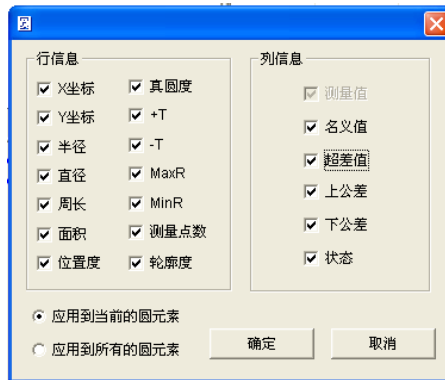 行信息
X坐标
Y坐标
半径
直径
周长
面积
位置度
真圆度
+T
-T
MaxR
MinR
测量点数
轮廓度
列信息
测量值
名义值
超差值
上公差
下公差
状态
应用到当前的圆元素
应用到所有的圆元素
确定
取消